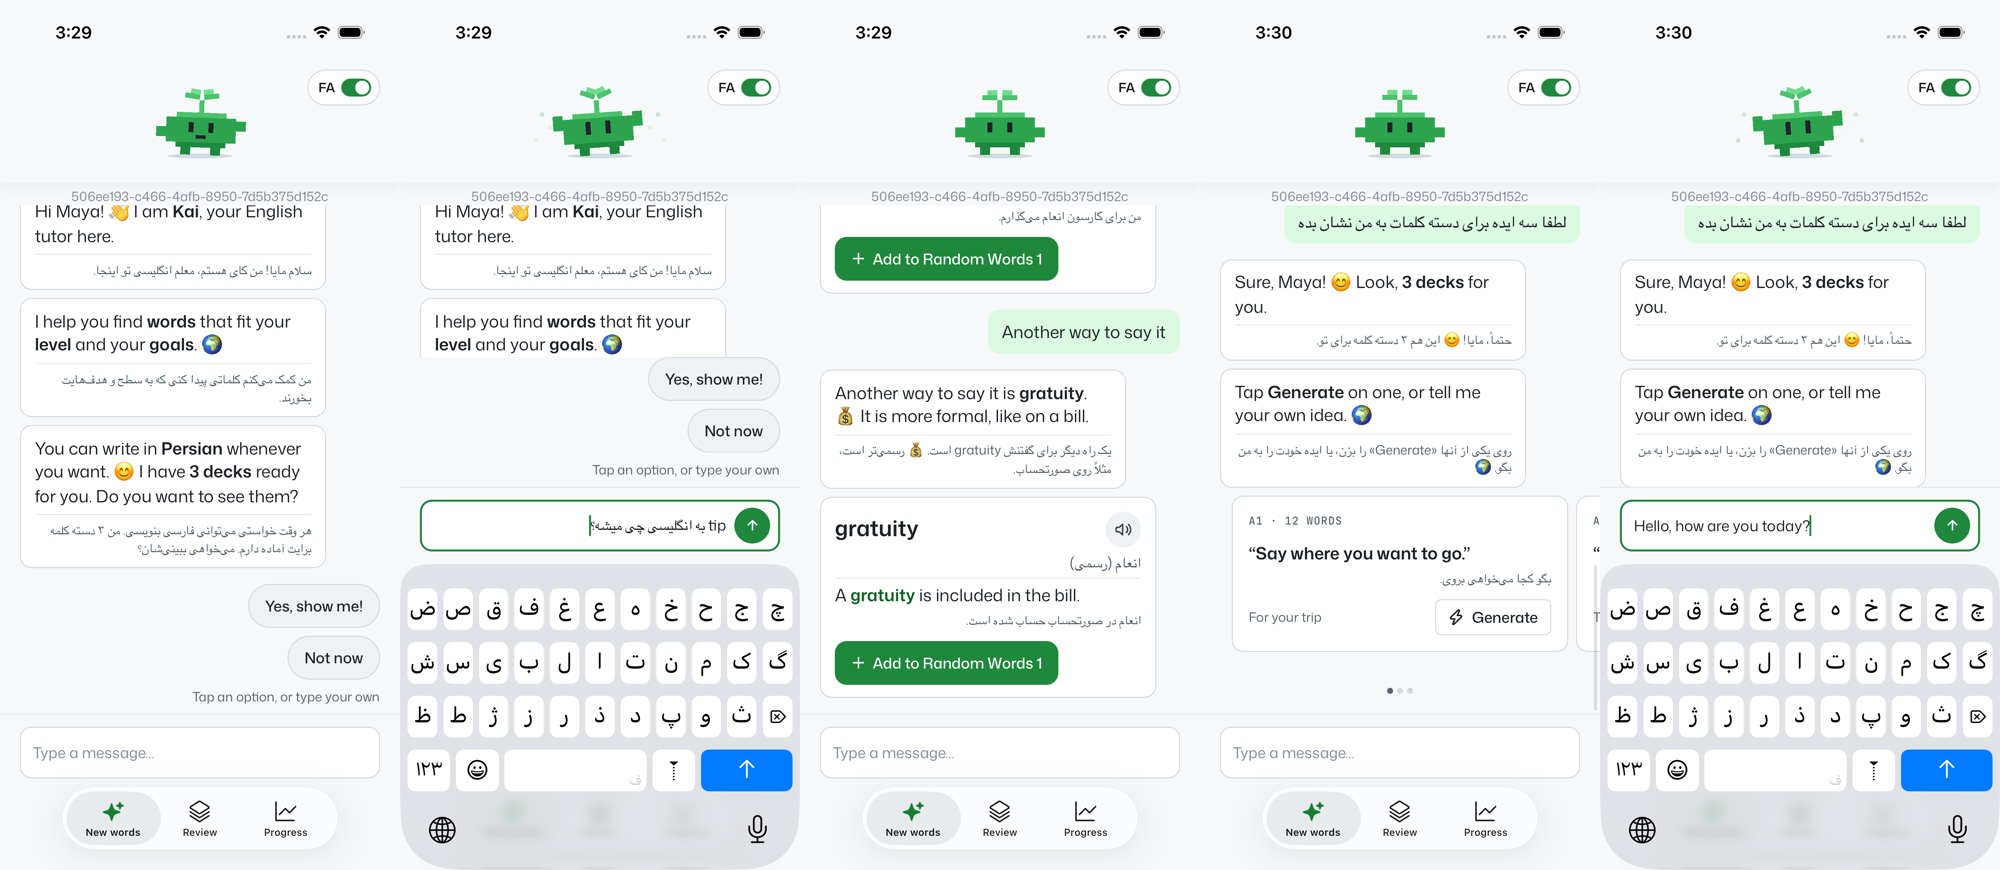 3:29
FA
506ee193-c466-4afb-8950-7d5b375d152c
Hi Maya! 👋 I am Kai, your English
tutor here.
سلام مایا! من کای هستم، معلم انگلیسی تو اینجا.
I help you find words that fit your
level and your goals. 🌍
من کمک می‌کنم کلماتی پیدا کنی که به سطح و هدف‌هایت
بخورند.
You can write in Persian whenever
you want. 😊 I have 3 decks ready
for you. Do you want to see them?
هر وقت خواستی می‌توانی فارسی بنویسی. من ۳ دسته کلمه
برایت آماده دارم. می‌خواهی ببینی‌شان؟
Yes, show me!
Not now
Tap an option, or type your own
Type a message...
New words
Review
Progress
3:29
FA
506ee193-c466-4afb-8950-7d5b375d152c
Hi Maya! 👋 I am Kai, your English
tutor here.
سلام مایا! من کای هستم، معلم انگلیسی تو اینجا.
I help you find words that fit your
level and your goals. 🌍
Yes, show me!
Not now
Tap an option, or type your own
tip به انگلیسی چی میشه؟
ض ص ق ف غ ع ه خ ح ج چ
ش س ی ب ل ا ت ن م ک گ
ظ ط ژ ز ر ذ د پ و ث
۱۲۳
ف
3:29
FA
506ee193-c466-4afb-8950-7d5b375d152c
من برای گارسون انعام می‌گذارم.
+ Add to Random Words 1
Another way to say it
Another way to say it is gratuity.
💰 It is more formal, like on a bill.
یک راه دیگر برای گفتنش gratuity است. 💰 رسمی‌تر است،
مثلاً روی صورتحساب.
gratuity
انعام (رسمی)
A gratuity is included in the bill.
انعام در صورتحساب حساب شده است.
+ Add to Random Words 1
Type a message...
New words
Review
Progress
3:30
FA
506ee193-c466-4afb-8950-7d5b375d152c
لطفا سه ایده برای دسته کلمات به من نشان بده
Sure, Maya! 😊 Look, 3 decks for
you.
حتماً، مایا! 😊 این هم ۳ دسته کلمه برای تو.
Tap Generate on one, or tell me
your own idea. 🌍
روی یکی از آنها «Generate» را بزن، یا ایده خودت را به من
بگو. 🌍
A1 · 12 WORDS
“Say where you want to go.”
بگو کجا می‌خواهی بروی.
For your trip
Generate
A
“
T
Type a message...
New words
Review
Progress
3:30
FA
506ee193-c466-4afb-8950-7d5b375d152c
لطفا سه ایده برای دسته کلمات به من نشان بده
Sure, Maya! 😊 Look, 3 decks for
you.
حتماً، مایا! 😊 این هم ۳ دسته کلمه برای تو.
Tap Generate on one, or tell me
your own idea. 🌍
روی یکی از آنها «Generate» را بزن، یا ایده خودت را به من
بگو. 🌍
Hello, how are you today?
ض ص ق ف غ ع ه خ ح ج چ
ش س ی ب ل ا ت ن م ک گ
ظ ط ژ ز ر ذ د پ و ث
۱۲۳
ف